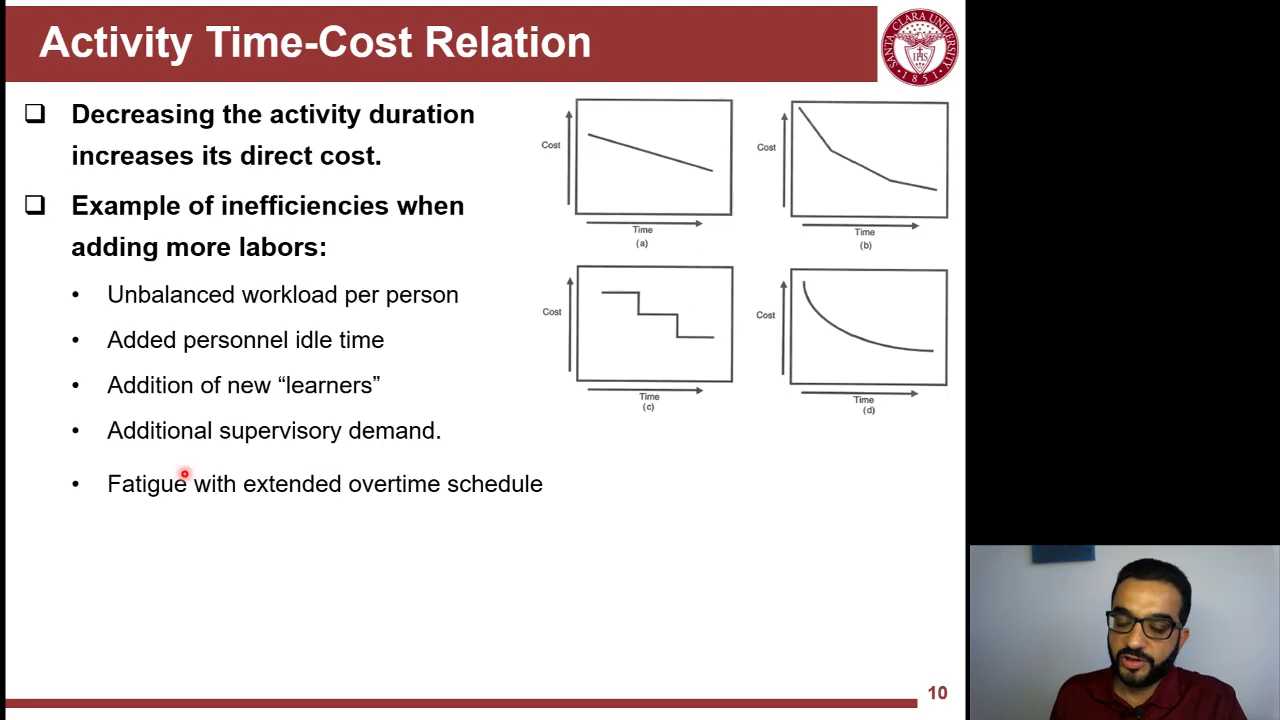 Activity Time-Cost Relation
SANTA CLARA UNIVERSITY
IHS
• 1851 •
❑ Decreasing the activity duration
increases its direct cost.
❑ Example of inefficiencies when
adding more labors:
• Unbalanced workload per person
• Added personnel idle time
• Addition of new “learners”
• Additional supervisory demand.
• Fatigue with extended overtime schedule
Cost
Time
(a)
Cost
Time
(b)
Cost
Time
(c)
Cost
Time
(d)
10